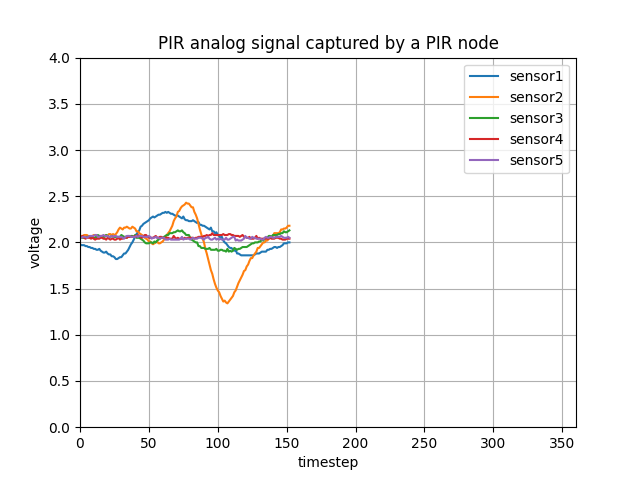 PIR analog signal captured by a PIR node
sensor1
sensor2
sensor3
sensor4
sensor5
voltage
4.0
3.5
3.0
2.5
2.0
1.5
1.0
0.5
0.0
0 50 100 150 200 250 300 350
timestep